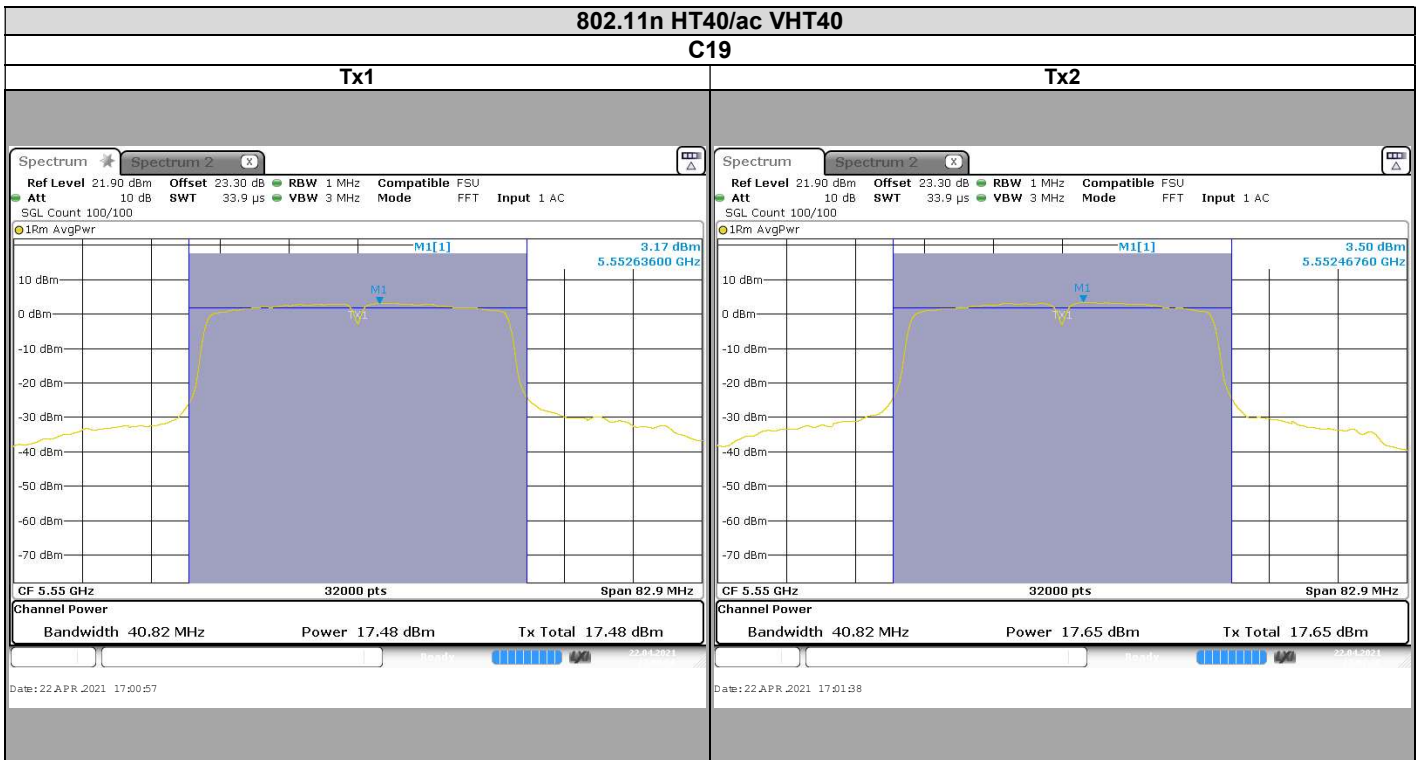 802.11n HT40/ac VHT40
C19
Tx1
Tx2
Spectrum
Spectrum 2
X
Ref Level 21.90 dBm Offset 23.30 dB RBW 1 MHz Compatible FSU
Att 10 dB SWT 33.9 µs VBW 3 MHz Mode FFT Input 1 AC
SGL Count 100/100
1Rm AvgPwr
M1[1] 3.17 dBm
5.55263600 GHz
10 dBm
M1
0 dBm
Tx1
-10 dBm
-20 dBm
-30 dBm
-40 dBm
-50 dBm
-60 dBm
-70 dBm
CF 5.55 GHz 32000 pts Span 82.9 MHz
Channel Power
Bandwidth 40.82 MHz Power 17.48 dBm Tx Total 17.48 dBm
Ready 22.04.2021
Date: 22.APR.2021 17:00:57
Spectrum
Spectrum 2
X
Ref Level 21.90 dBm Offset 23.30 dB RBW 1 MHz Compatible FSU
Att 10 dB SWT 33.9 µs VBW 3 MHz Mode FFT Input 1 AC
SGL Count 100/100
1Rm AvgPwr
M1[1] 3.50 dBm
5.55246760 GHz
10 dBm
M1
0 dBm
Tx1
-10 dBm
-20 dBm
-30 dBm
-40 dBm
-50 dBm
-60 dBm
-70 dBm
CF 5.55 GHz 32000 pts Span 82.9 MHz
Channel Power
Bandwidth 40.82 MHz Power 17.65 dBm Tx Total 17.65 dBm
Ready 22.04.2021
Date: 22.APR.2021 17:01:38